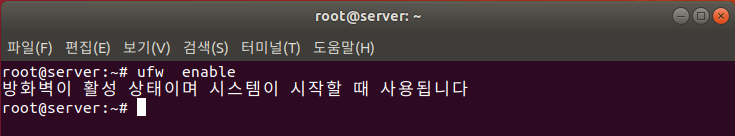 root@server: ~
파일(F) 편집(E) 보기(V) 검색(S) 터미널(T) 도움말(H)
root@server:~# ufw  enable
방화벽이 활성 상태이며 시스템이 시작할 때 사용됩니다
root@server:~#